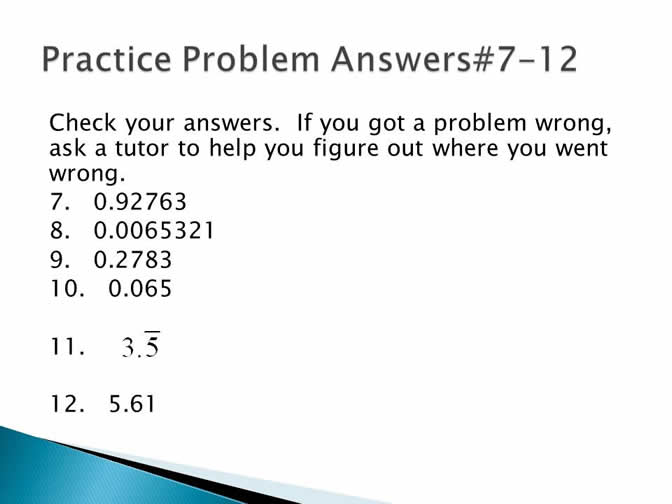 Practice Problem Answers#7-12
Check your answers.  If you got a problem wrong,
ask a tutor to help you figure out where you went
wrong.
7.  0.92763
8.  0.0065321
9.  0.2783
10.  0.065
11.  3.5̅
12.  5.61